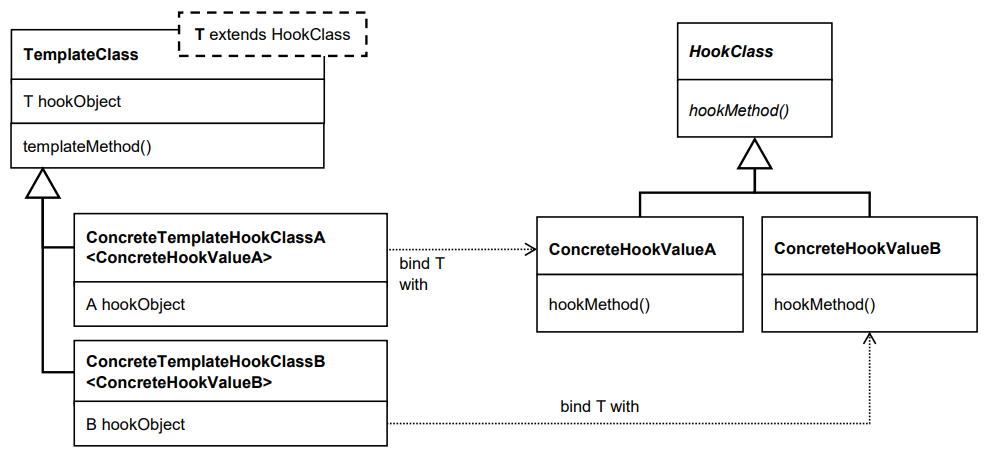 T extends HookClass
TemplateClass
T hookObject
templateMethod()
HookClass
hookMethod()
ConcreteTemplateHookClassA
<ConcreteHookValueA>
A hookObject
bind T
with
ConcreteHookValueA
hookMethod()
ConcreteHookValueB
hookMethod()
ConcreteTemplateHookClassB
<ConcreteHookValueB>
B hookObject
bind T with